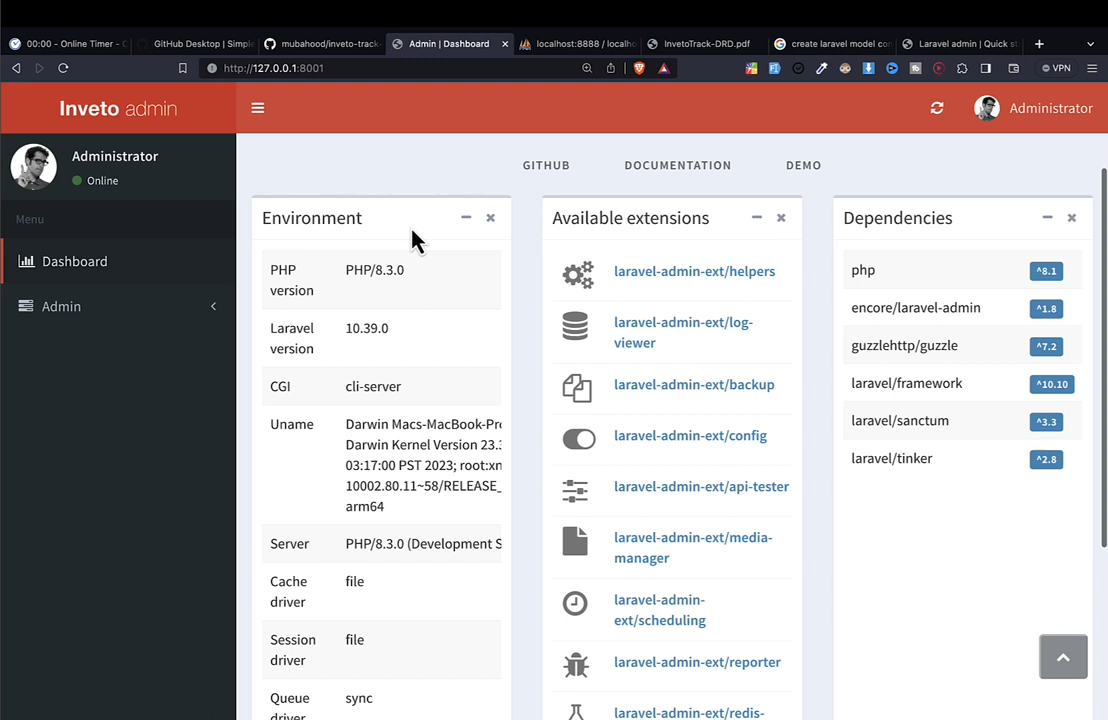 00:00 - Online Timer - C
GitHub Desktop | Simple
mubahood/inveto-track-
Admin | Dashboard
localhost:8888 / localho
InvetoTrack-DRD.pdf
create laravel model con
Laravel admin | Quick st
http://127.0.0.1:8001
VPN
Inveto admin
Administrator
Administrator
Online
Menu
Dashboard
Admin
GITHUB
DOCUMENTATION
DEMO
Environment
PHP version
PHP/8.3.0
Laravel version
10.39.0
CGI
cli-server
Uname
Darwin Macs-MacBook-Pro
Darwin Kernel Version 23.3
03:17:00 PST 2023; root:xn
10002.80.11~58/RELEASE_
arm64
Server
PHP/8.3.0 (Development S
Cache driver
file
Session driver
file
Queue driver
sync
Available extensions
laravel-admin-ext/helpers
laravel-admin-ext/log-
viewer
laravel-admin-ext/backup
laravel-admin-ext/config
laravel-admin-ext/api-tester
laravel-admin-ext/media-
manager
laravel-admin-
ext/scheduling
laravel-admin-ext/reporter
laravel-admin-ext/redis-
Dependencies
php
^8.1
encore/laravel-admin
^1.8
guzzlehttp/guzzle
^7.2
laravel/framework
^10.10
laravel/sanctum
^3.3
laravel/tinker
^2.8